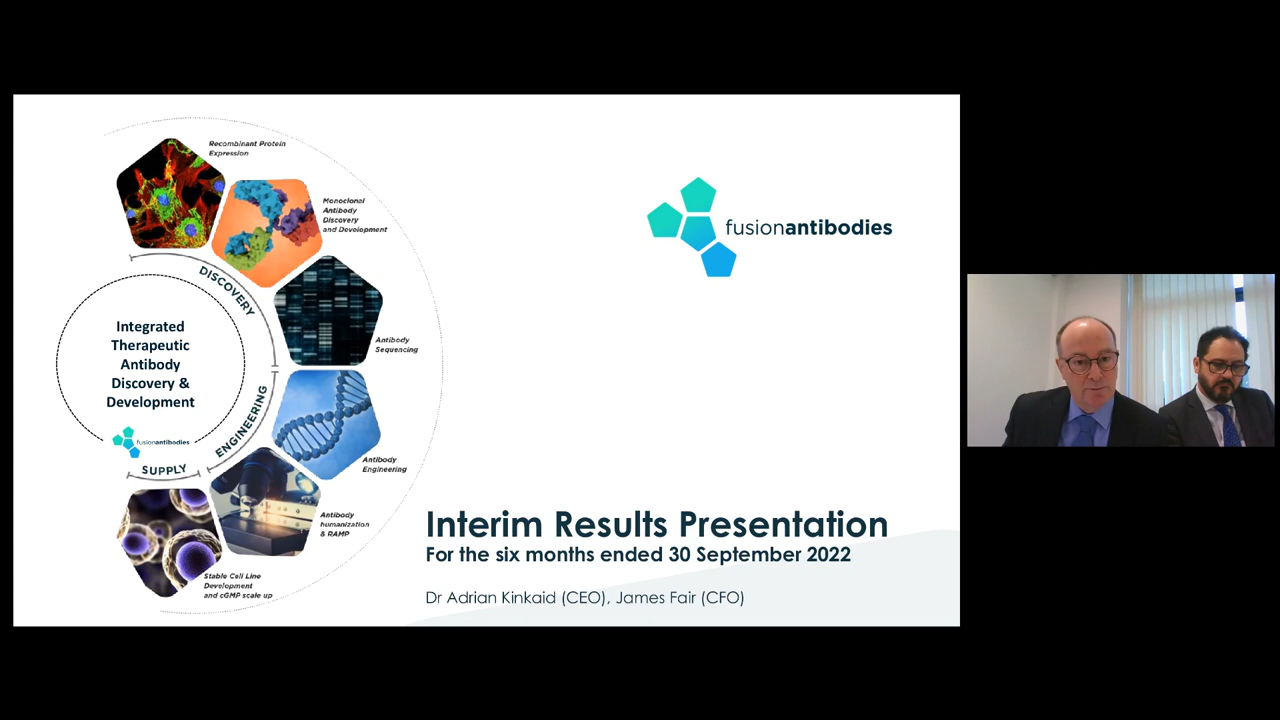 Recombinant Protein
Expression
Monoclonal
Antibody
Discovery
and Development
DISCOVERY
Integrated
Therapeutic
Antibody
Discovery &
Development
fusionantibodies
Antibody
Sequencing
ENGINEERING
Antibody
Engineering
SUPPLY
Antibody
humanization
& RAMP
Stable Cell Line
Development
and cGMP scale up
fusionantibodies
Interim Results Presentation
For the six months ended 30 September 2022
Dr Adrian Kinkaid (CEO), James Fair (CFO)